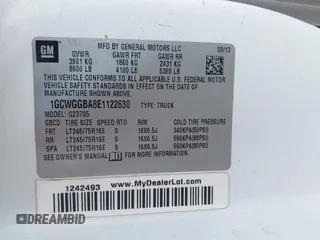 GM
MFD BY GENERAL MOTORS LLC
GVWR GAWR FRT GAWR RR 09/13
3901 KG 1860 KG 2431 KG
8600 LB 4100 LB 5360 LB
THIS VEHICLE CONFORMS TO ALL APPLICABLE U.S. FEDERAL
MOTOR VEHICLE SAFETY STANDARDS IN EFFECT ON THE DATE OF
MANUFACTURE SHOWN ABOVE.
1GCWGGBA8E1122630 TYPE: TRUCK
MODEL: G23705
TIRE SIZE SPEED RTG RIM COLD TIRE PRESSURE
FRT LT245/75R16E S 16X6.5J 340KPA(50PSI)
RR LT245/75R16E S 16X6.5J 550KPA(80PSI)
SPA LT245/75R16E S 16X6.5J 550KPA(80PSI)
SEE OWNER'S MANUAL FOR ADDITIONAL INFORMATION.
1242493 www.MyDealerLot.com
DREAMBID